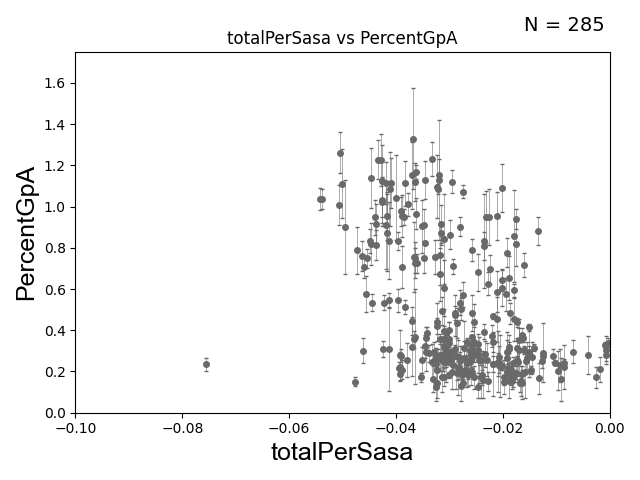 N = 285
totalPerSasa vs PercentGpA
PercentGpA
1.6
1.4
1.2
1.0
0.8
0.6
0.4
0.2
0.0
−0.10 −0.08 −0.06 −0.04 −0.02 0.00
totalPerSasa